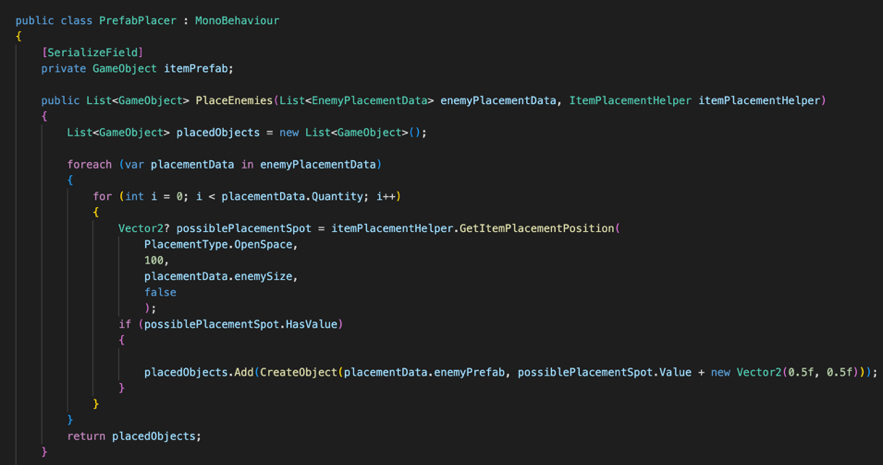 public class PrefabPlacer : MonoBehaviour
{
    [SerializeField]
    private GameObject itemPrefab;

    public List<GameObject> PlaceEnemies(List<EnemyPlacementData> enemyPlacementData, ItemPlacementHelper itemPlacementHelper)
    {
        List<GameObject> placedObjects = new List<GameObject>();

        foreach (var placementData in enemyPlacementData)
        {
            for (int i = 0; i < placementData.Quantity; i++)
            {
                Vector2? possiblePlacementSpot = itemPlacementHelper.GetItemPlacementPosition(
                    PlacementType.OpenSpace,
                    100,
                    placementData.enemySize,
                    false
                    );
                if (possiblePlacementSpot.HasValue)
                {

                    placedObjects.Add(CreateObject(placementData.enemyPrefab, possiblePlacementSpot.Value + new Vector2(0.5f, 0.5f)));
                }
            }
        }
        return placedObjects;
    }